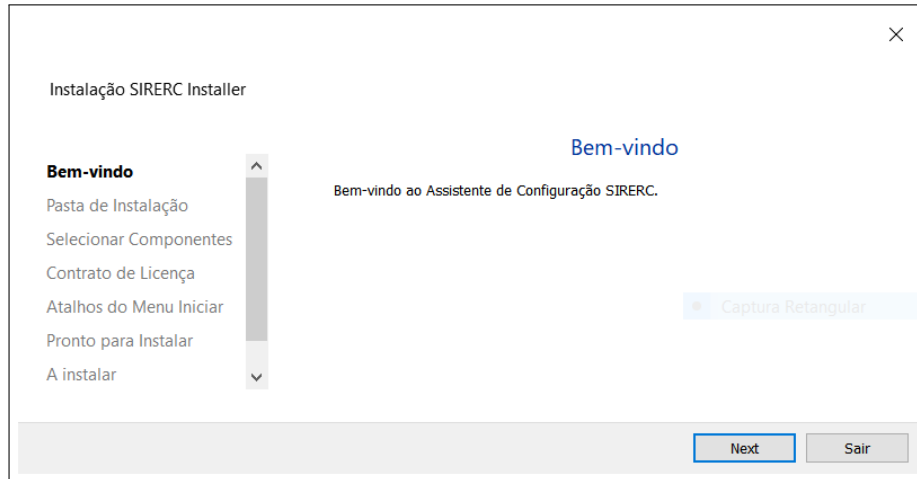 Instalação SIRERC Installer
Bem-vindo
Pasta de Instalação
Selecionar Componentes
Contrato de Licença
Atalhos do Menu Iniciar
Pronto para Instalar
A instalar
Bem-vindo
Bem-vindo ao Assistente de Configuração SIRERC.
Captura Retangular
Next
Sair